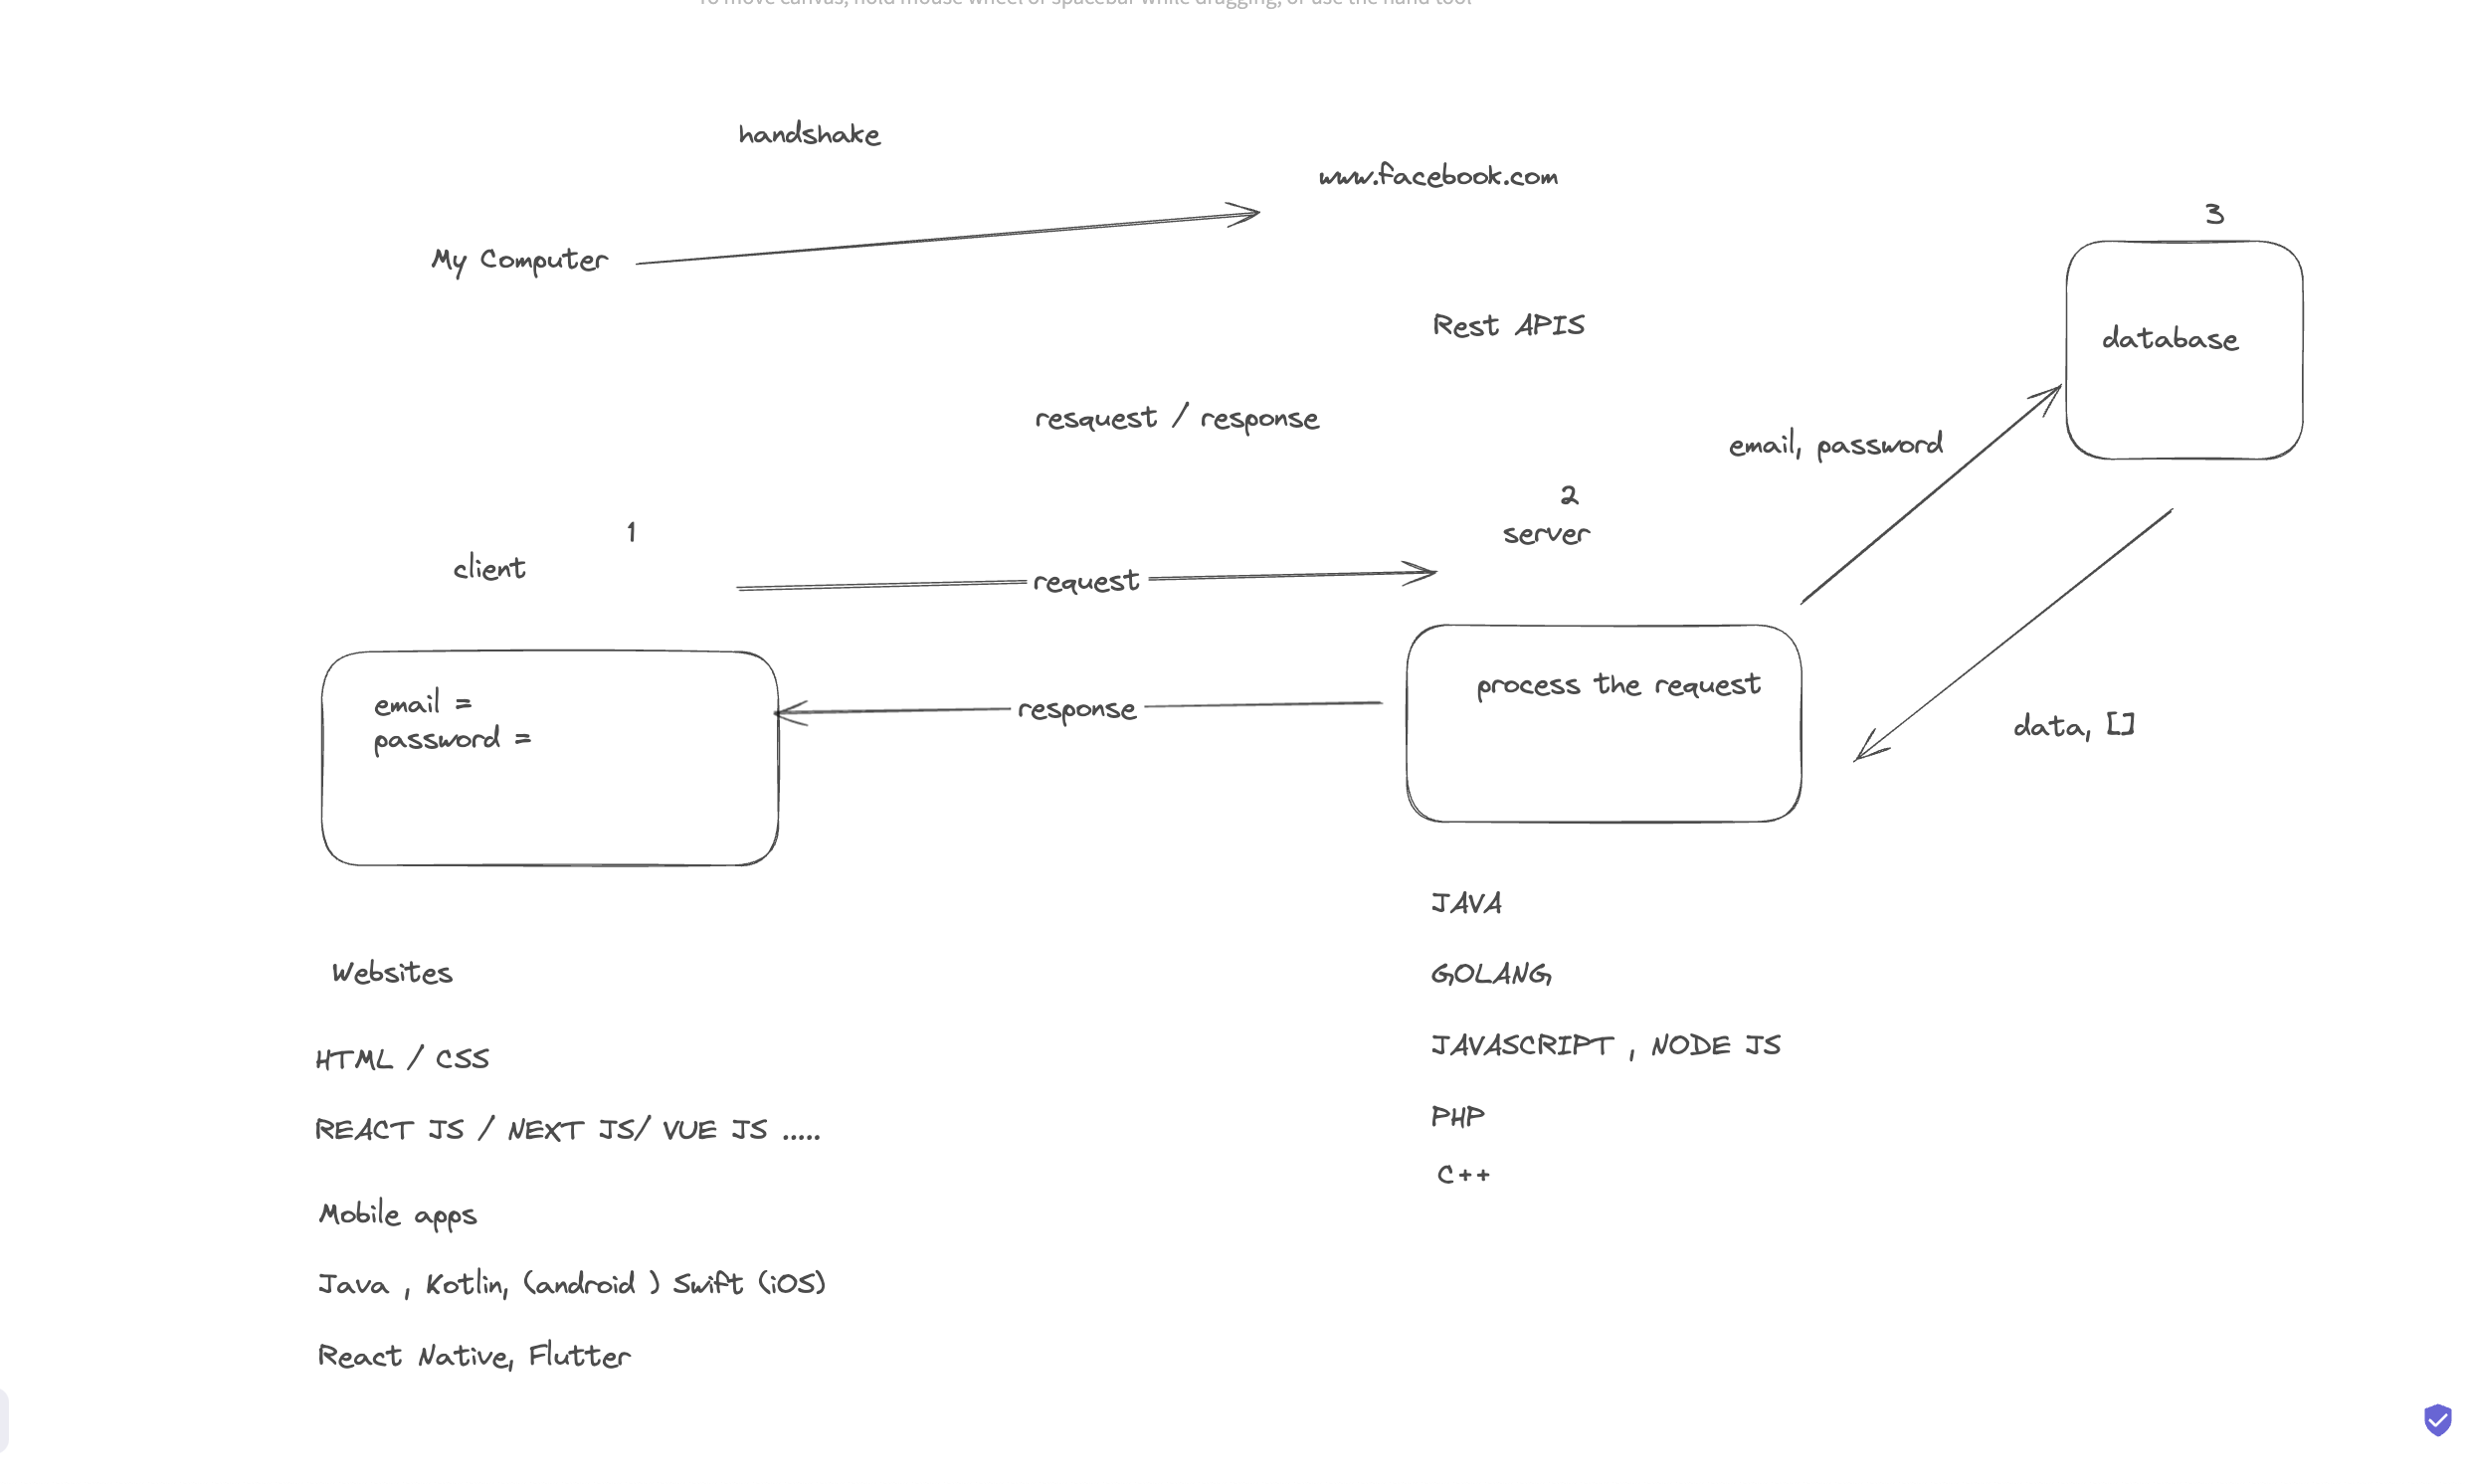 To move canvas, hold mouse wheel or spacebar while dragging, or use the hand tool
handshake
www.facebook.com
My Computer
3
database
Rest APIS
resquest / response
email, password
1
client
2
server
request
email =
password =
response
process the request
data, []
Websites
HTML / CSS
REACT JS / NEXT JS/ VUE JS .....
Mobile apps
Java , Kotlin, (android ) Swift (iOS)
React Native, Flutter
JAVA
GOLANG
JAVASCRIPT , NODE JS
PHP
C++